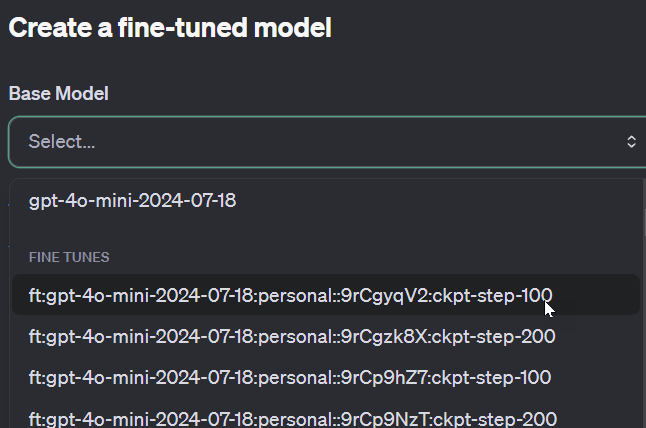 Create a fine-tuned model
Base Model
Select...
gpt-4o-mini-2024-07-18
FINE TUNES
ft:gpt-4o-mini-2024-07-18:personal::9rCgyqV2:ckpt-step-100
ft:gpt-4o-mini-2024-07-18:personal::9rCgzk8X:ckpt-step-200
ft:gpt-4o-mini-2024-07-18:personal::9rCp9hZ7:ckpt-step-100
ft:gpt-4o-mini-2024-07-18:personal::9rCp9NzT:ckpt-step-200